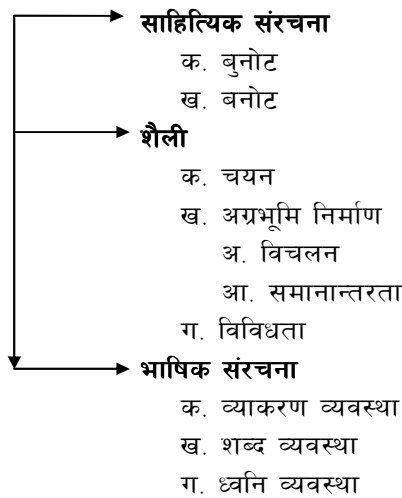 साहित्यिक संरचना
क. बुनोट
ख. बनोट
शैली
क. चयन
ख. अग्रभूमि निर्माण
अ. विचलन
आ. समानान्तरता
ग. विविधता
भाषिक संरचना
क. व्याकरण व्यवस्था
ख. शब्द व्यवस्था
ग. ध्वनि व्यवस्था